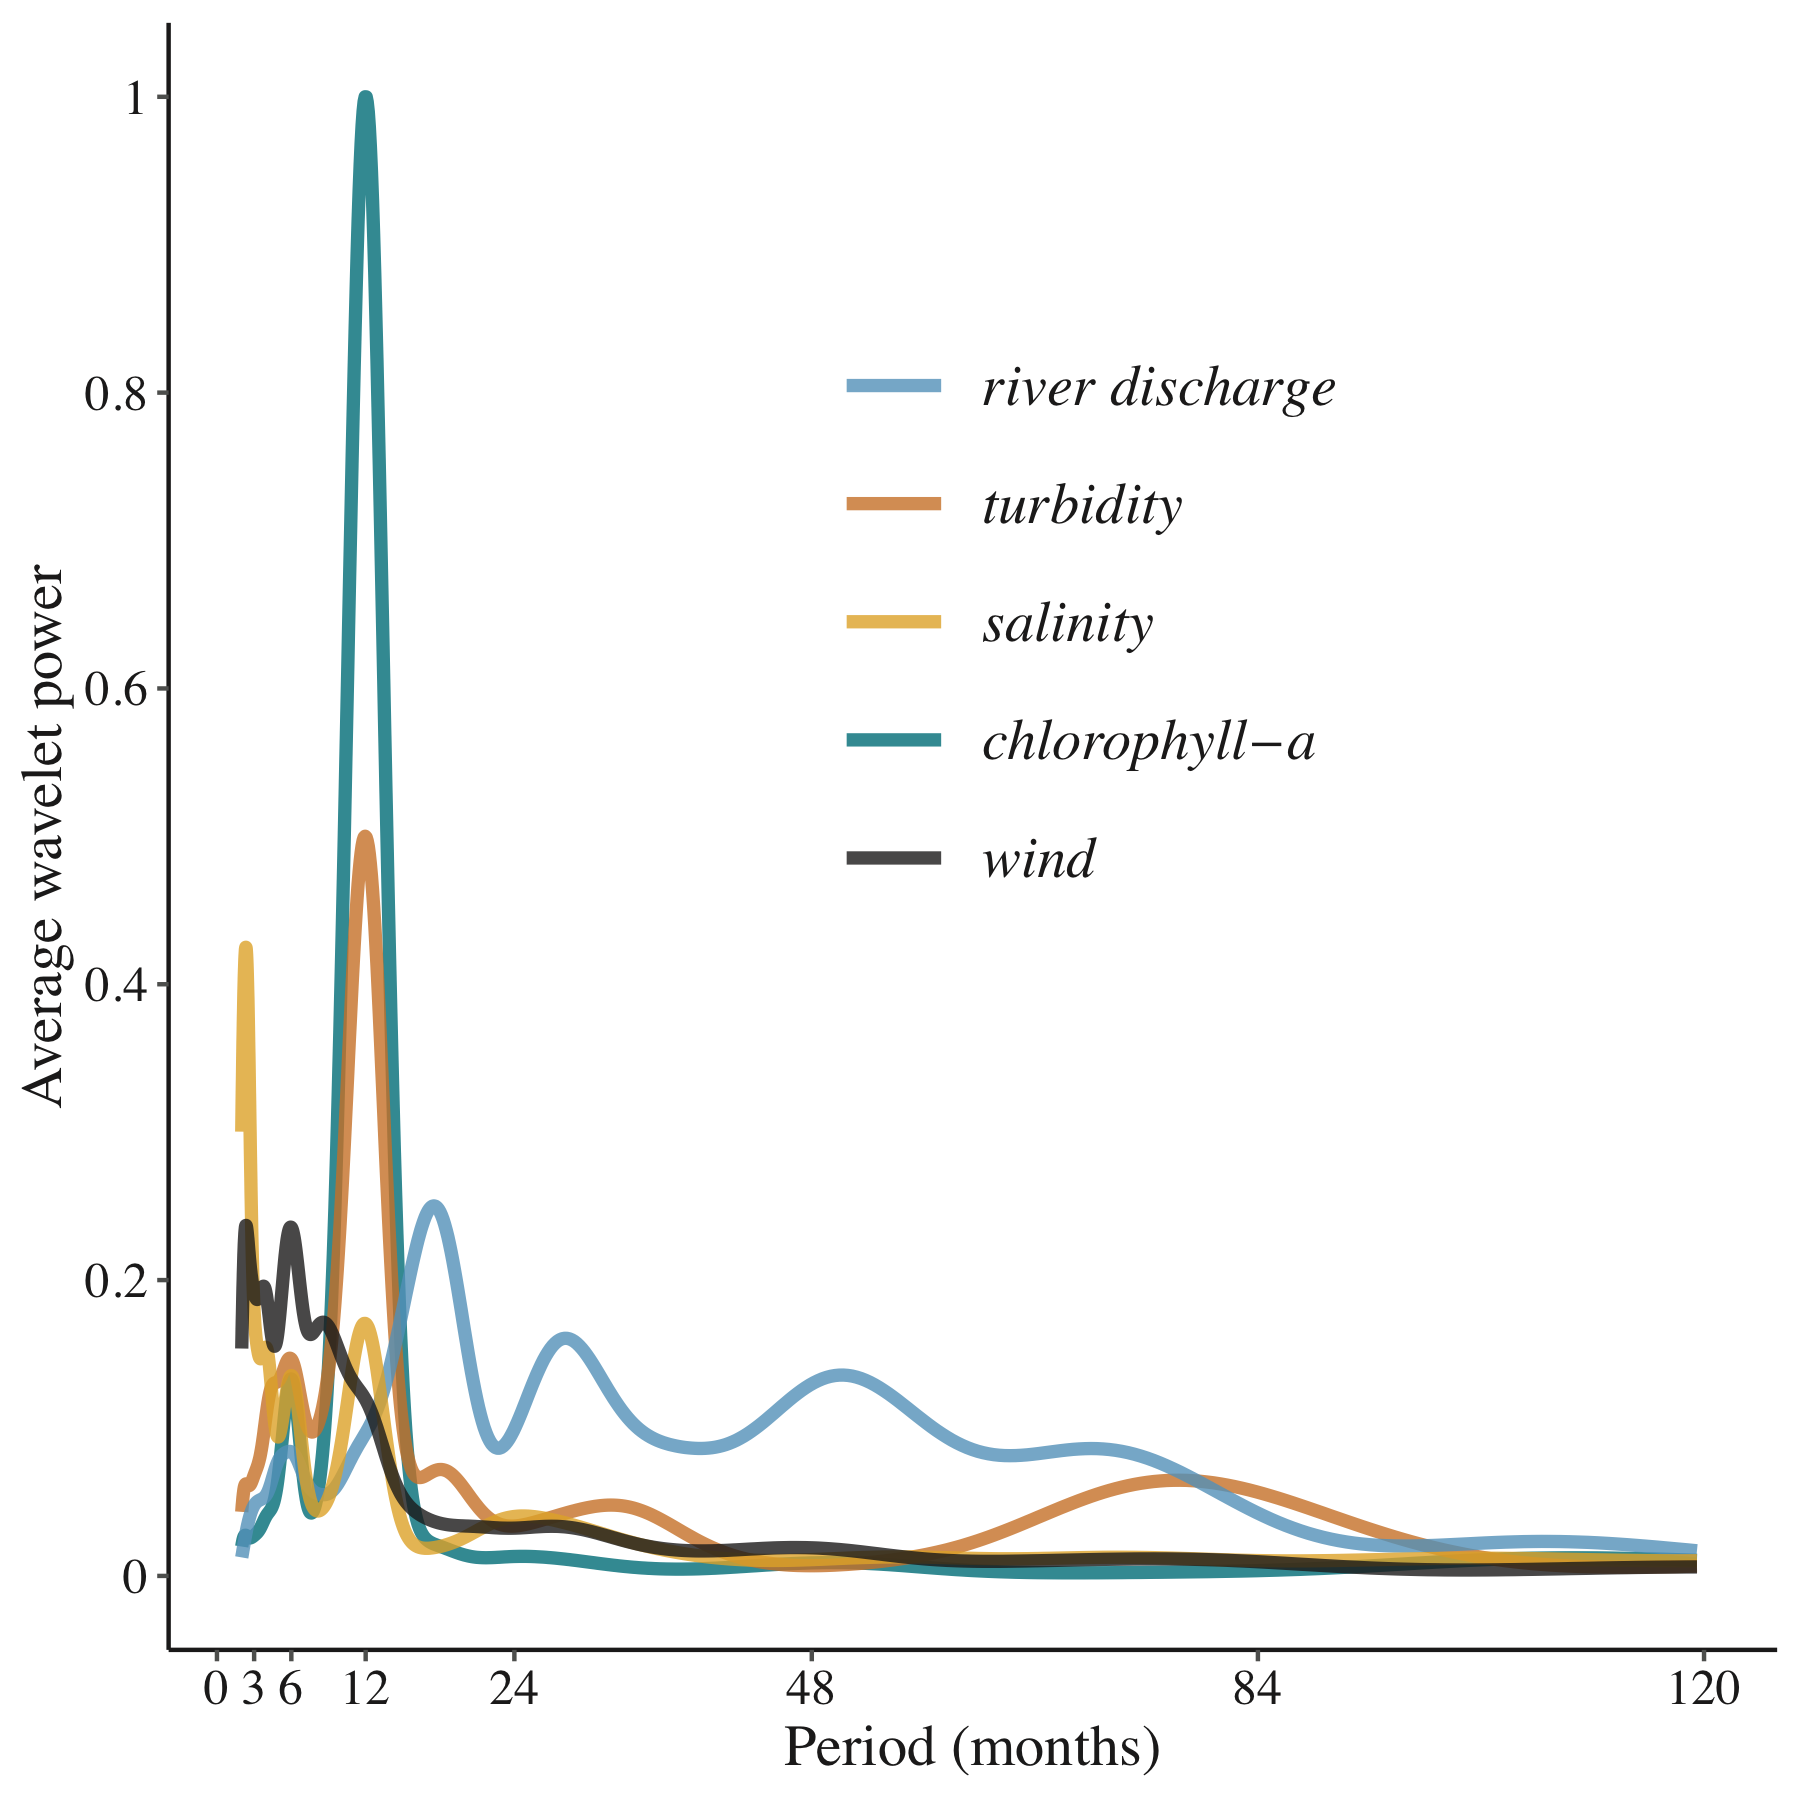 1
0.8
0.6
0.4
0.2
0
Average wavelet power
river discharge
turbidity
salinity
chlorophyll−a
wind
0 3 6 12 24 48 84 120
Period (months)